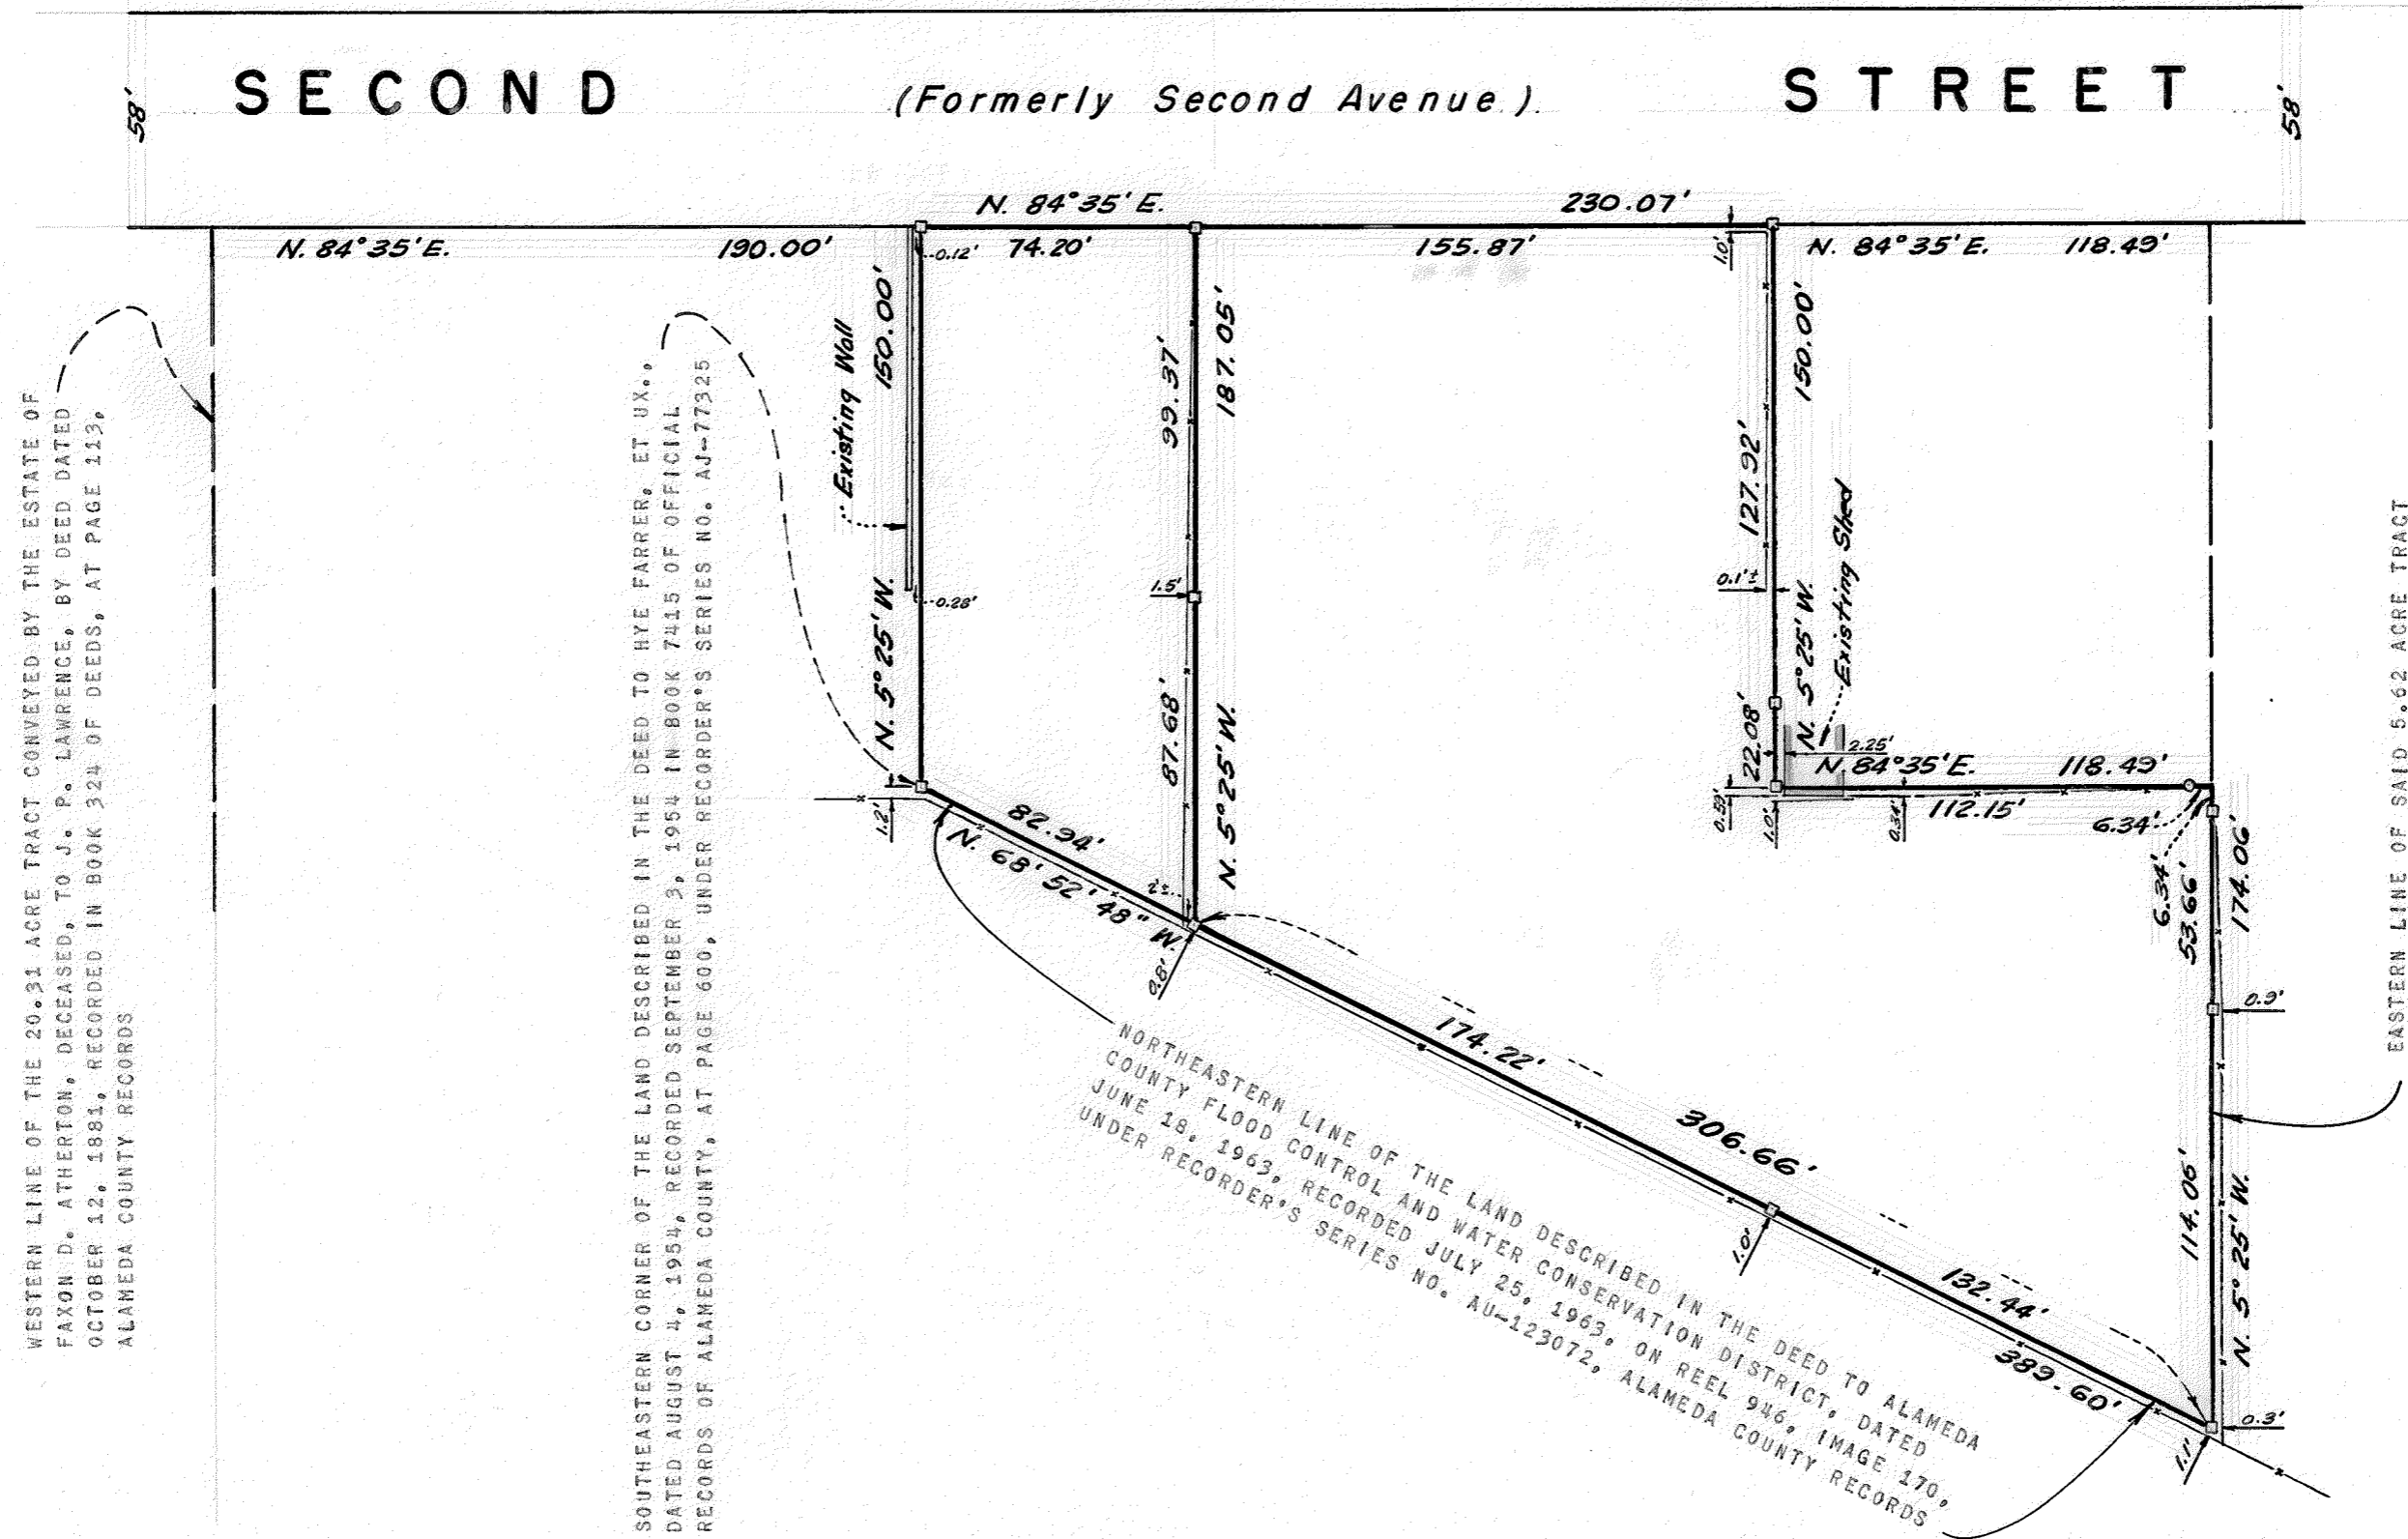 SECOND (Formerly Second Avenue). STREET
58'
58'
N. 84°35'E. 230.07'
N. 84°35'E. 190.00' 74.20' 155.87' N. 84°35'E. 118.49'
0.12'
1.0'
Existing Wall
150.00'
N. 5°25'W.
0.28'
99.37'
187.05'
1.5'
87.68'
N. 5°25'W.
127.92'
150.00'
0.1'±
N. 5°25'W.
Existing Shed
22.08'
2.25'
N. 84°35'E. 118.49'
112.15'
0.59'
1.0'
0.34'
6.34'
6.34'
53.66'
174.06'
0.9'
1.2'
82.94'
N. 68'52'48" W.
0.8'
174.22'
306.66'
1.0'
132.44'
389.60'
114.06'
N. 5°25'W.
0.3'
1.1'
WESTERN LINE OF THE 20.31 ACRE TRACT CONVEYED BY THE ESTATE OF
FAXON D. ATHERTON, DECEASED, TO J. P. LAWRENCE, BY DEED DATED
OCTOBER 12, 1881, RECORDED IN BOOK 324 OF DEEDS, AT PAGE 113,
ALAMEDA COUNTY RECORDS
SOUTHEASTERN CORNER OF THE LAND DESCRIBED IN THE DEED TO HYE FARRER, ET UX.,
DATED AUGUST 4, 1954, RECORDED SEPTEMBER 3, 1954 IN BOOK 7415 OF OFFICIAL
RECORDS OF ALAMEDA COUNTY, AT PAGE 600, UNDER RECORDER'S SERIES NO. AJ-77325
NORTHEASTERN LINE OF THE LAND DESCRIBED IN THE DEED TO ALAMEDA
COUNTY FLOOD CONTROL AND WATER CONSERVATION DISTRICT, DATED
JUNE 18, 1963, RECORDED JULY 25, 1963, ON REEL 946, IMAGE 170,
UNDER RECORDER'S SERIES NO. AU-123072, ALAMEDA COUNTY RECORDS
EASTERN LINE OF SAID 5.62 ACRE TRACT